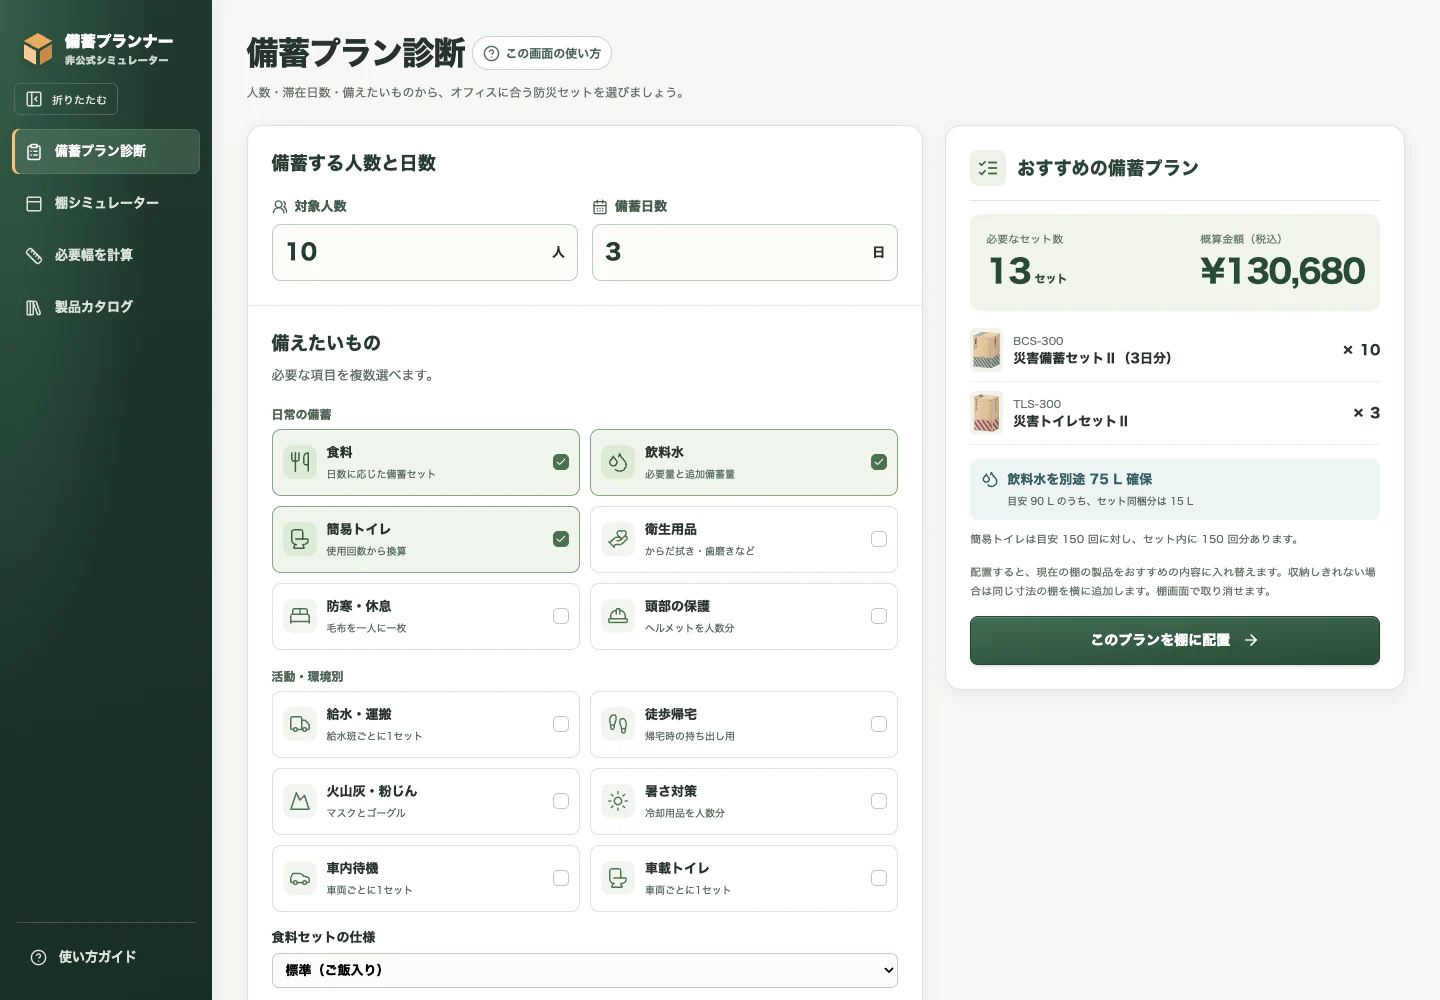 備蓄プランナー
非公式シミュレーター
折りたたむ
備蓄プラン診断
棚シミュレーター
必要幅を計算
製品カタログ
使い方ガイド
備蓄プラン診断
この画面の使い方
人数・滞在日数・備えたいものから、オフィスに合う防災セットを選びましょう。
備蓄する人数と日数
対象人数
10 人
備蓄日数
3 日
備えたいもの
必要な項目を複数選べます。
日常の備蓄
食料
日数に応じた備蓄セット
飲料水
必要量と追加備蓄量
簡易トイレ
使用回数から換算
衛生用品
からだ拭き・歯磨きなど
防寒・休息
毛布を一人に一枚
頭部の保護
ヘルメットを人数分
活動・環境別
給水・運搬
給水班ごとに1セット
徒歩帰宅
帰宅時の持ち出し用
火山灰・粉じん
マスクとゴーグル
暑さ対策
冷却用品を人数分
車内待機
車両ごとに1セット
車載トイレ
車両ごとに1セット
食料セットの仕様
標準（ご飯入り）
おすすめの備蓄プラン
必要なセット数
13セット
概算金額（税込）
¥130,680
BCS-300
災害備蓄セットⅡ（3日分）
× 10
TLS-300
災害トイレセットⅡ
× 3
飲料水を別途 75 L 確保
目安 90 L のうち、セット同梱分は 15 L
簡易トイレは目安 150 回に対し、セット内に 150 回分あります。
配置すると、現在の棚の製品をおすすめの内容に入れ替えます。収納しきれない場
合は同じ寸法の棚を横に追加します。棚画面で取り消せます。
このプランを棚に配置 →